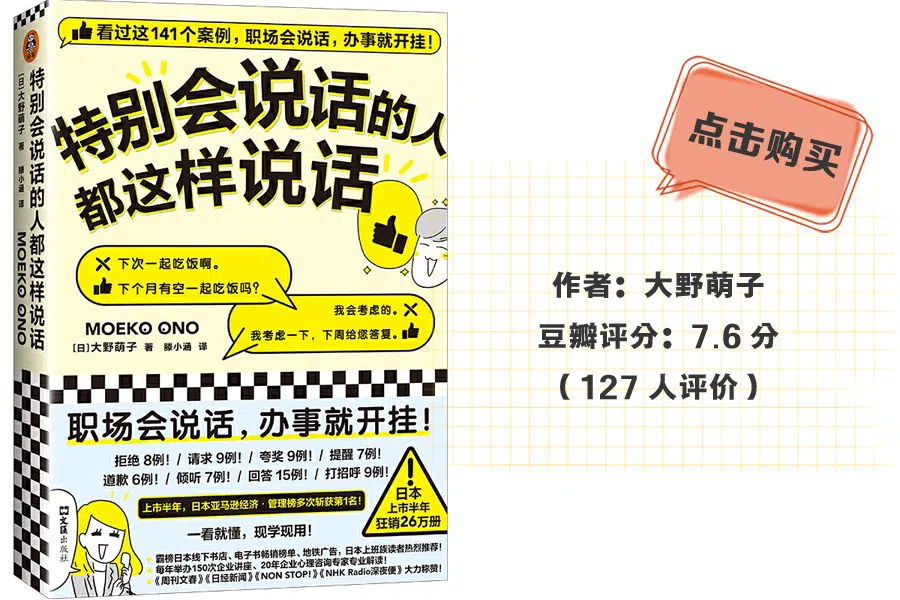 看过这141个案例，职场会说话，办事就开挂！
特别会说话的人
都这样说话
下次一起吃饭啊。
下个月有空一起吃饭吗？
我会考虑的。
我考虑一下，下周给您答复。
MOEKO ONO
[日]大野萌子 著 滕小涵 译
职场会说话，办事就开挂！
拒绝 8例！/ 请求 9例！/ 夸奖 9例！/ 提醒 7例！
道歉 6例！/ 倾听 7例！/ 回答 15例！/ 打招呼 9例！
上市半年，日本亚马逊经济·管理榜多次斩获第1名！
一看就懂，现学现用！
霸榜日本线下书店、电子书畅销榜单、地铁广告，日本上班族读者热烈推荐！
每年举办150次企业讲座、20年企业心理咨询专家专业解读！
《周刊文春》《日经新闻》《NON STOP！》《NHK Radio深夜便》大力称赞！
！
日本
上市半年
狂销26万册
特别会说话的人都这样说话
[日]大野萌子 著 滕小涵 译
MOEKO ONO
文汇出版社
点击购买
作者：大野萌子
豆瓣评分：7.6 分
（127 人评价）